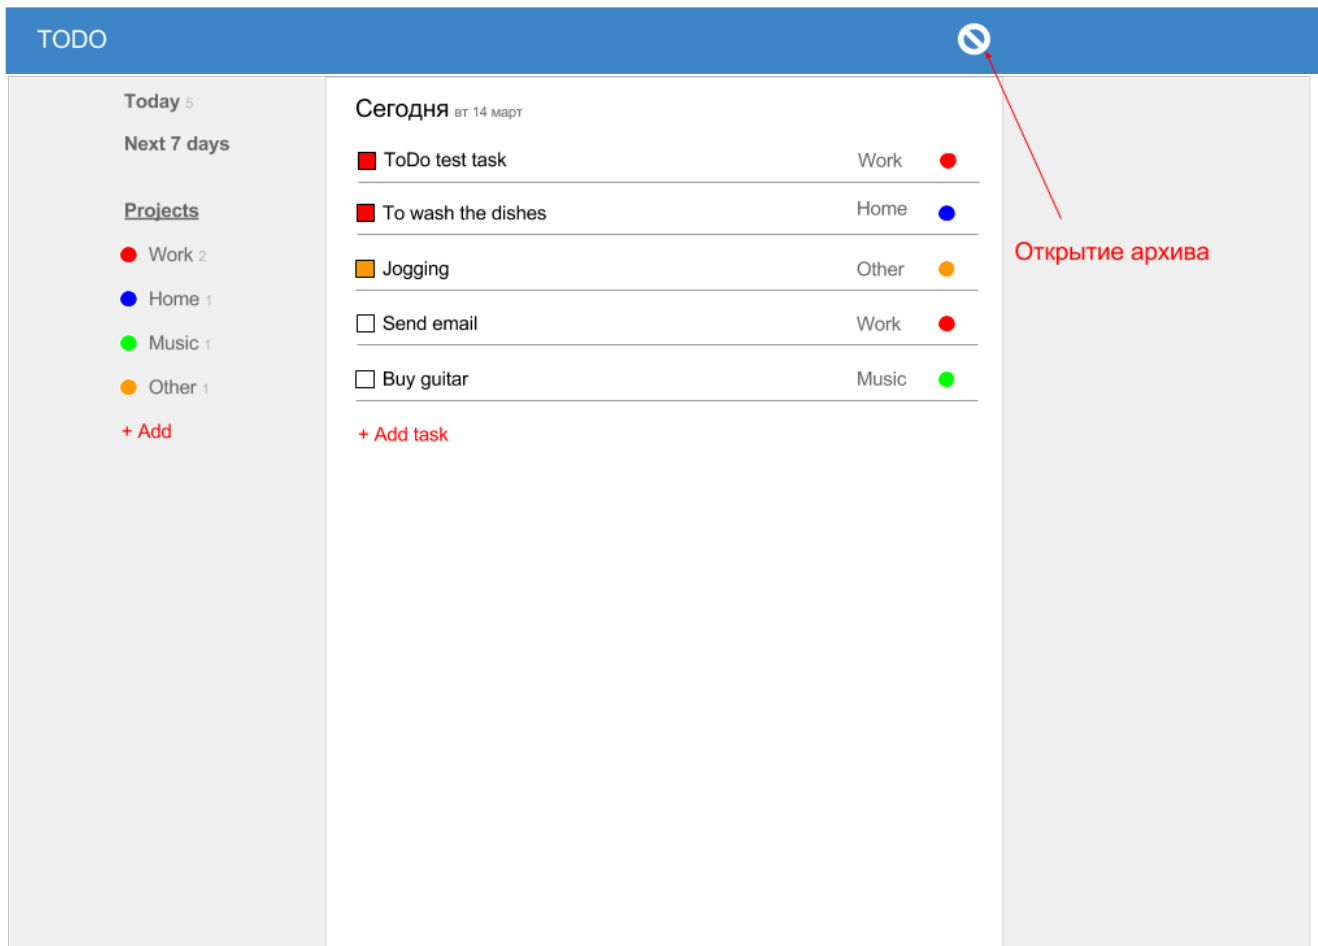 TODO
Today 5
Next 7 days
Projects
Work 2
Home 1
Music 1
Other 1
+ Add
Сегодня вт 14 март
ToDo test task Work
To wash the dishes Home
Jogging Other
Send email Work
Buy guitar Music
+ Add task
Открытие архива